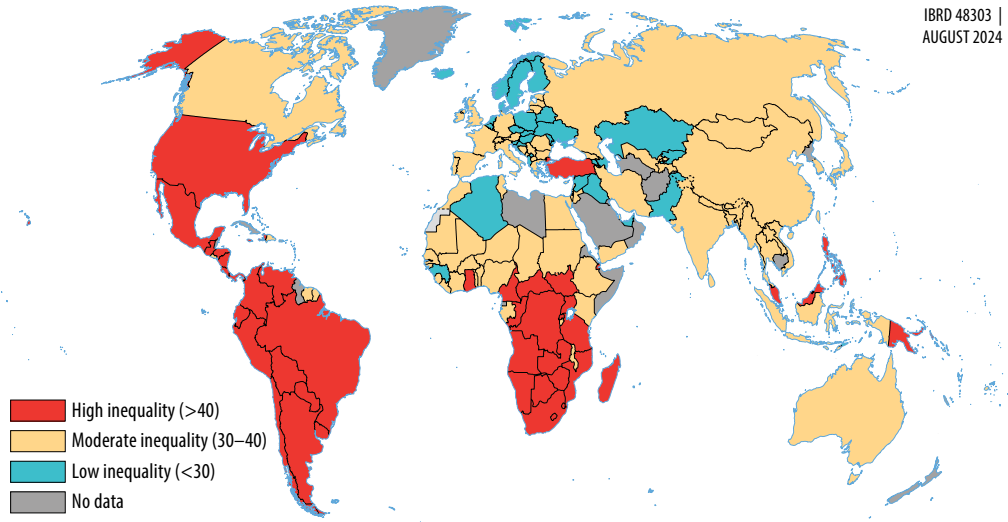 IBRD 48303 |
AUGUST 2024
High inequality (>40)
Moderate inequality (30–40)
Low inequality (<30)
No data